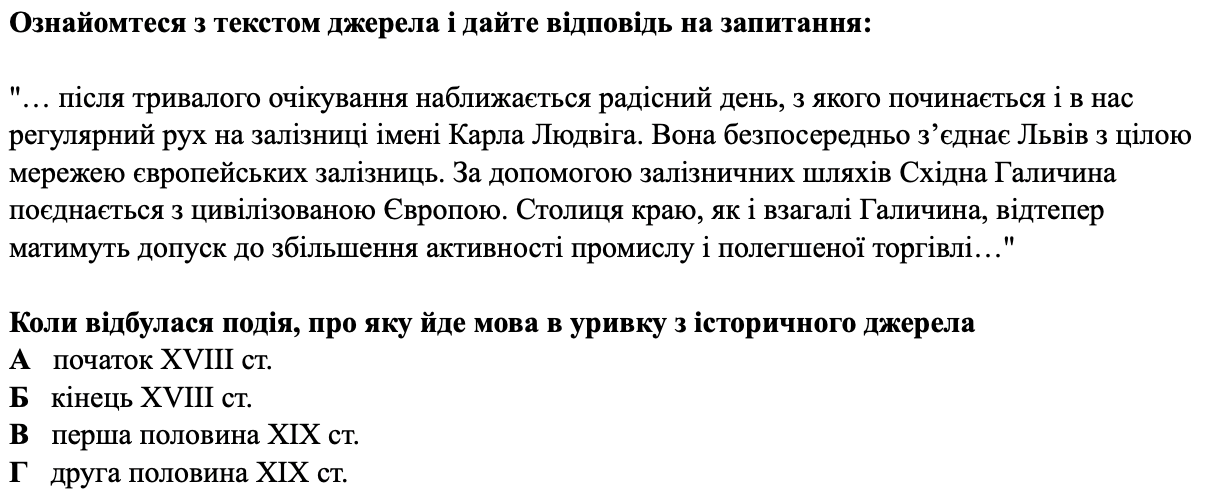 Ознайомтеся з текстом джерела і дайте відповідь на запитання:
"… після тривалого очікування наближається радісний день, з якого починається і в нас
регулярний рух на залізниці імені Карла Людвіга. Вона безпосередньо з’єднає Львів з цілою
мережею європейських залізниць. За допомогою залізничних шляхів Східна Галичина
поєднається з цивілізованою Європою. Столиця краю, як і взагалі Галичина, відтепер
матимуть допуск до збільшення активності промислу і полегшеної торгівлі…"
Коли відбулася подія, про яку йде мова в уривку з історичного джерела
А початок XVIII ст.
Б кінець XVIII ст.
В перша половина XIX ст.
Г друга половина XIX ст.